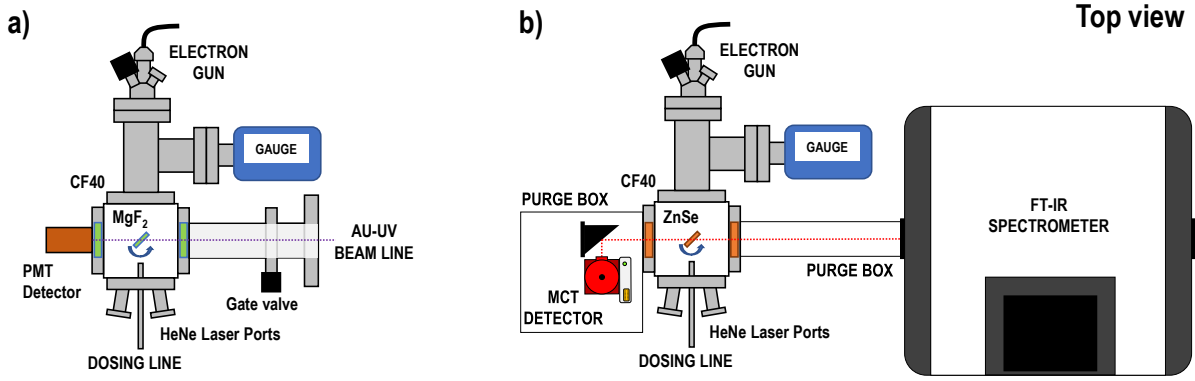 a)
ELECTRON
GUN
GAUGE
CF40
MgF₂
AU-UV
BEAM LINE
PMT
Detector
Gate valve
HeNe Laser Ports
DOSING LINE
b)
Top view
ELECTRON
GUN
GAUGE
CF40
PURGE BOX
ZnSe
FT-IR
SPECTROMETER
PURGE BOX
MCT
DETECTOR
HeNe Laser Ports
DOSING LINE